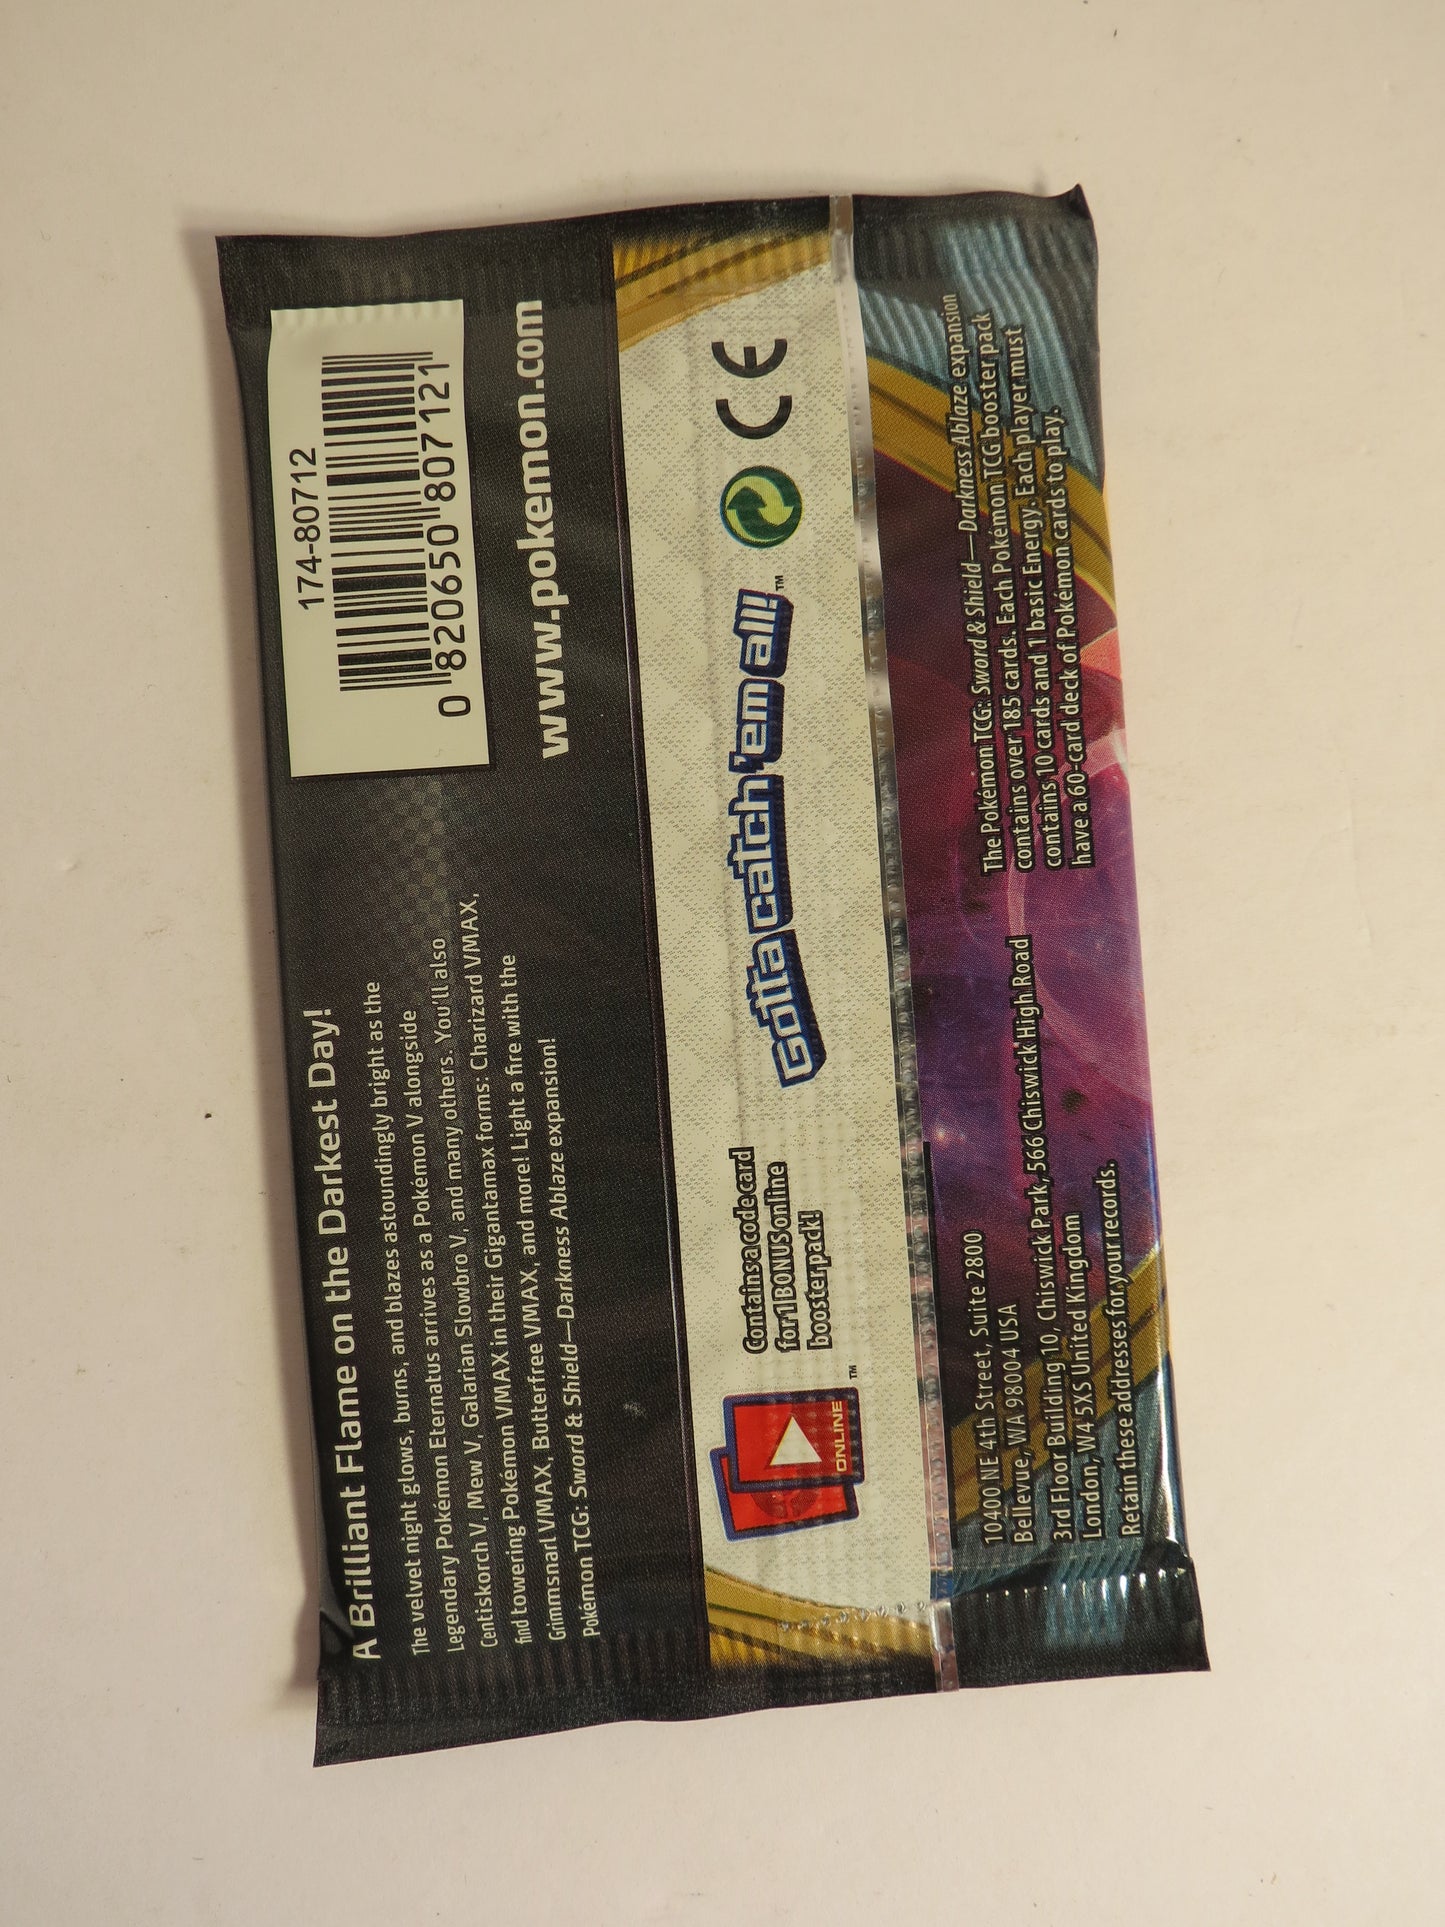 A Brilliant Flame on the Darkest Day!
The velvet night glows, burns, and blazes astoundingly bright as the
Legendary Pokémon Eternatus arrives as a Pokémon V alongside
Centiskorch V, Mew V, Galarian Slowbro V, and many others. You'll also
find towering Pokémon VMAX in their Gigantamax forms: Charizard VMAX,
Grimmsnarl VMAX, Butterfree VMAX, and more! Light a fire with the
Pokémon TCG: Sword & Shield—Darkness Ablaze expansion!
174-80712
0 820650 807121
www.pokemon.com
ONLINE
TM
Contains a code card
for 1 BONUS online
booster pack!
Gotta catch 'em all!
TM
CE
10400 NE 4th Street, Suite 2800
Bellevue, WA 98004 USA
3rd Floor Building 10, Chiswick Park, 566 Chiswick High Road
London, W4 5XS United Kingdom
Retain these addresses for your records.
The Pokémon TCG: Sword & Shield—Darkness Ablaze expansion
contains over 185 cards. Each Pokémon TCG booster pack
contains 10 cards and 1 basic Energy. Each player must
have a 60-card deck of Pokémon cards to play.